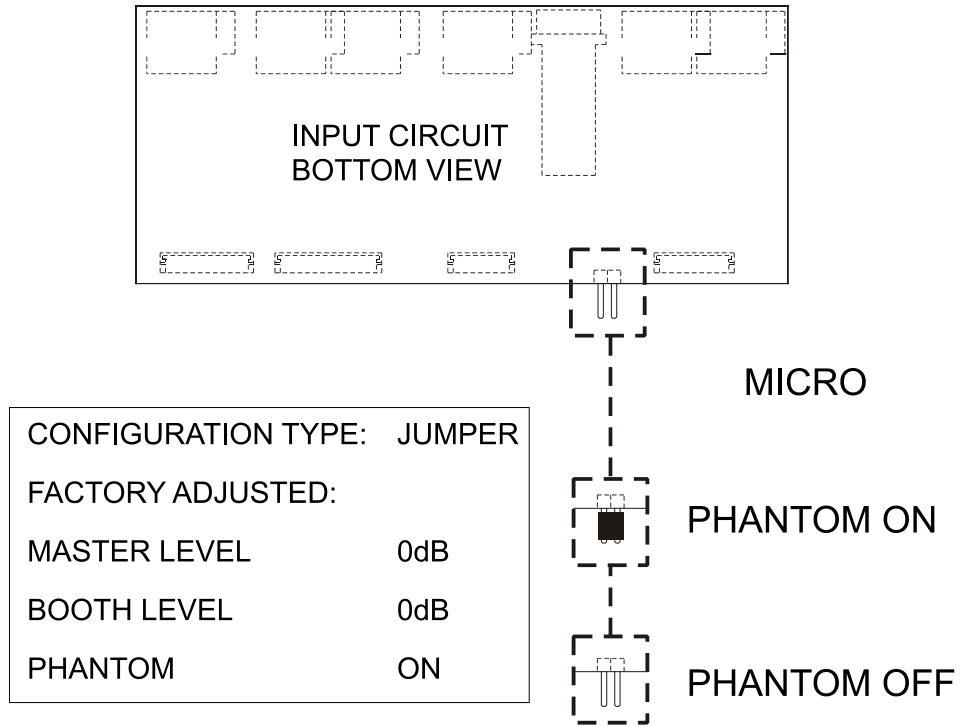 INPUT CIRCUIT
BOTTOM VIEW
MICRO
CONFIGURATION TYPE: JUMPER
FACTORY ADJUSTED:
MASTER LEVEL 0dB
BOOTH LEVEL 0dB
PHANTOM ON
PHANTOM ON
PHANTOM OFF